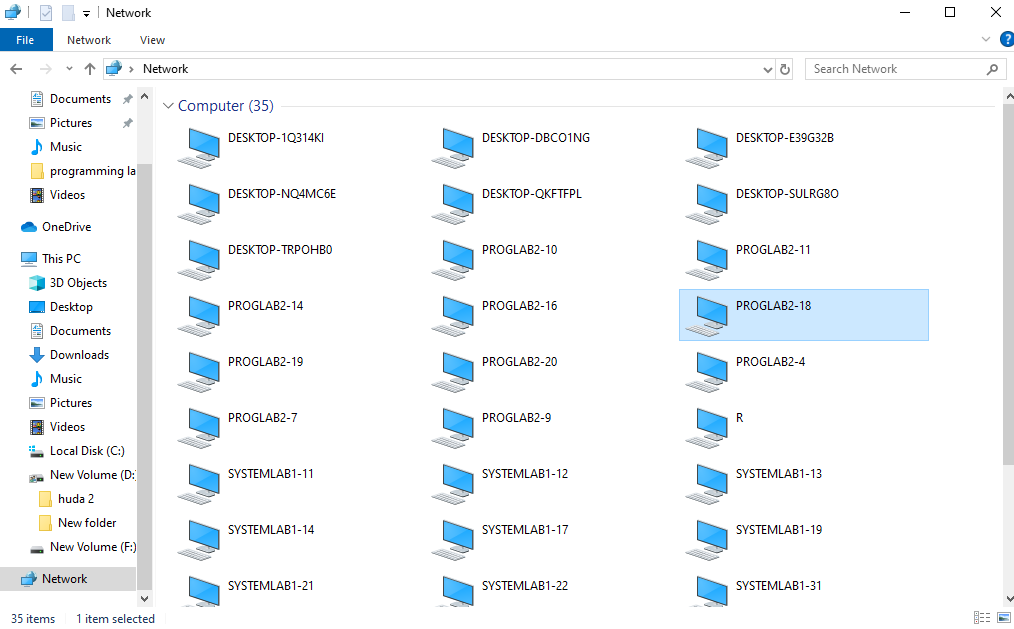 Network
File Network View
Network
Search Network
Documents
Pictures
Music
programming la
Videos
OneDrive
This PC
3D Objects
Desktop
Documents
Downloads
Music
Pictures
Videos
Local Disk (C:)
New Volume (D:
huda 2
New folder
New Volume (F:)
Network
Computer (35)
DESKTOP-1Q314KI DESKTOP-DBCO1NG DESKTOP-E39G32B
DESKTOP-NQ4MC6E DESKTOP-QKFTFPL DESKTOP-SULRG8O
DESKTOP-TRPOHB0 PROGLAB2-10 PROGLAB2-11
PROGLAB2-14 PROGLAB2-16 PROGLAB2-18
PROGLAB2-19 PROGLAB2-20 PROGLAB2-4
PROGLAB2-7 PROGLAB2-9 R
SYSTEMLAB1-11 SYSTEMLAB1-12 SYSTEMLAB1-13
SYSTEMLAB1-14 SYSTEMLAB1-17 SYSTEMLAB1-19
SYSTEMLAB1-21 SYSTEMLAB1-22 SYSTEMLAB1-31
35 items 1 item selected